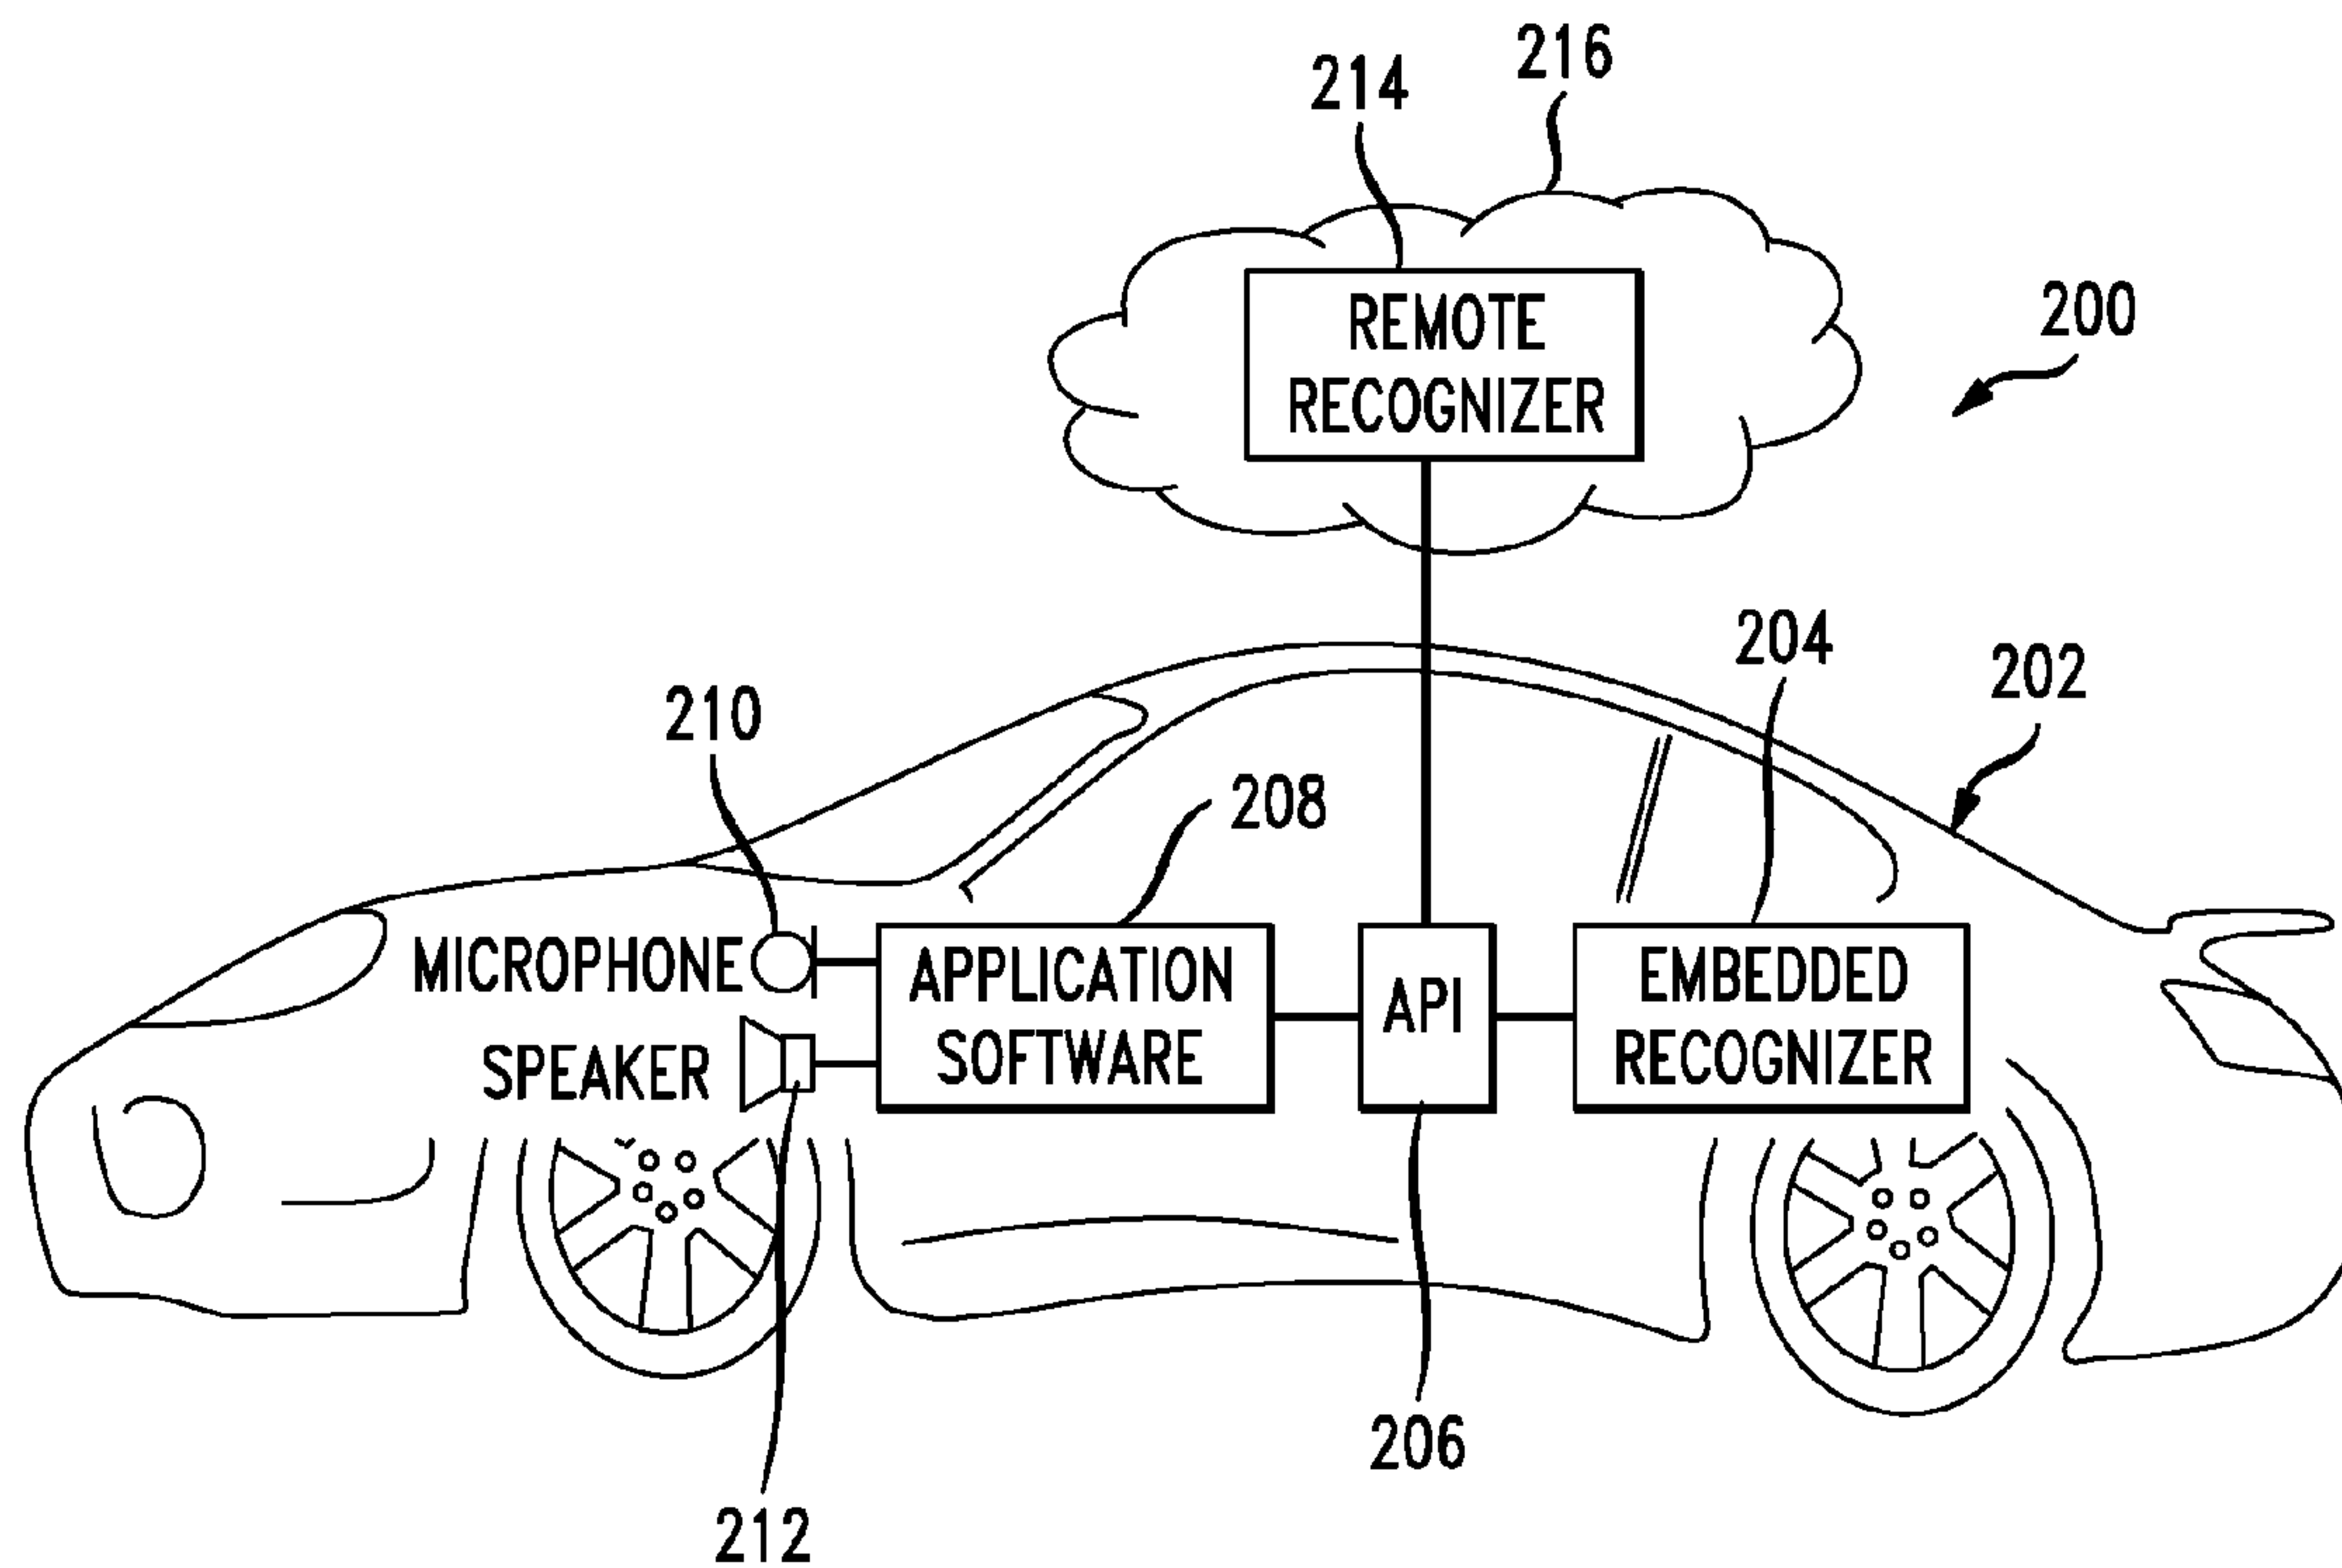 216
214
REMOTE
RECOGNIZER
200
204
202
210
208
MICROPHONE
APPLICATION
SOFTWARE
API
EMBEDDED
RECOGNIZER
SPEAKER
206
212